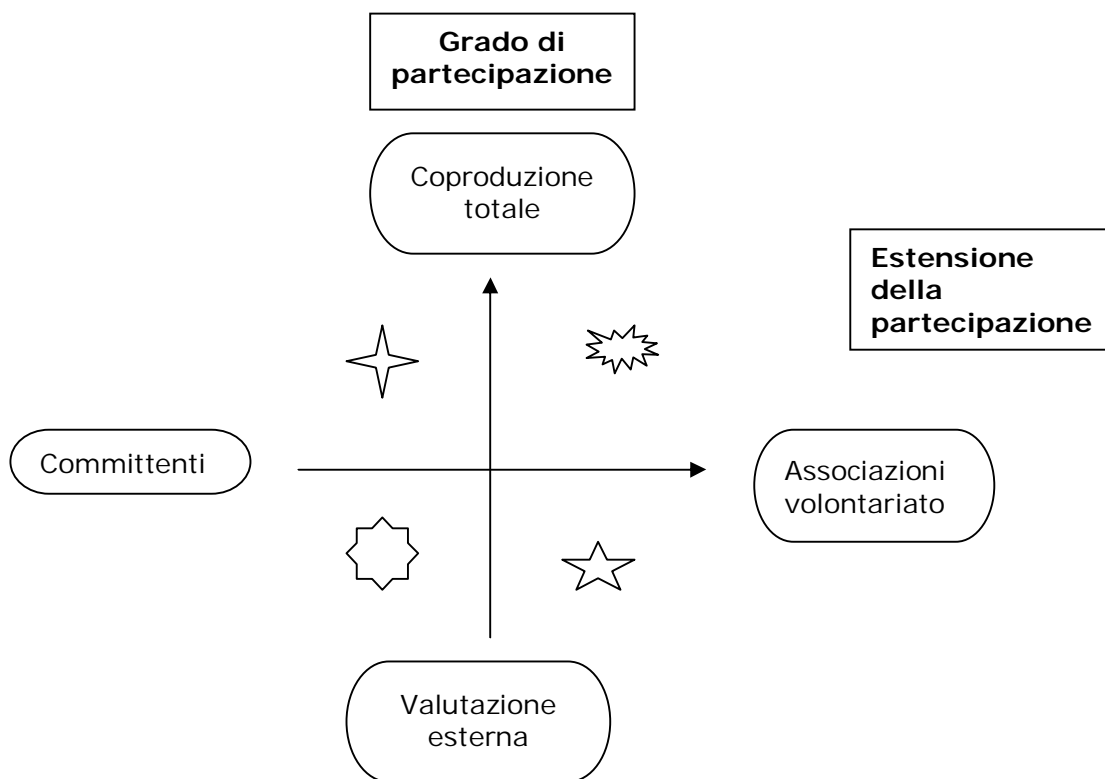 Grado di
partecipazione
Coproduzione
totale
Estensione
della
partecipazione
Committenti
Associazioni
volontariato
Valutazione
esterna